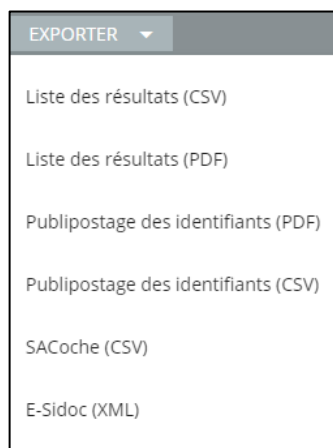 EXPORTER
Liste des résultats (CSV)
Liste des résultats (PDF)
Publipostage des identifiants (PDF)
Publipostage des identifiants (CSV)
SACoche (CSV)
E-Sidoc (XML)